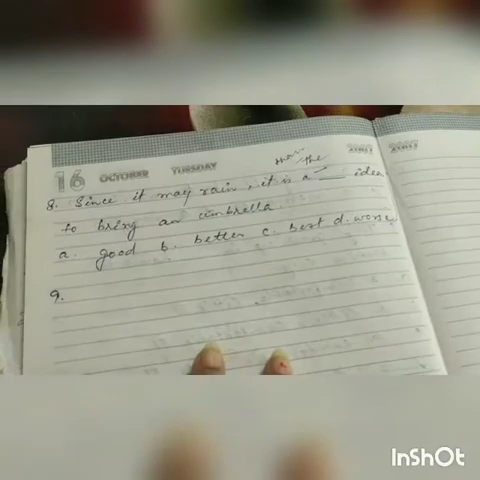 16 OCTOBER TUESDAY
the
8. Since it may rain, it is a __ idea
to bring an umbrella.
a. good b. better c. best d. worse
9.
InShOt